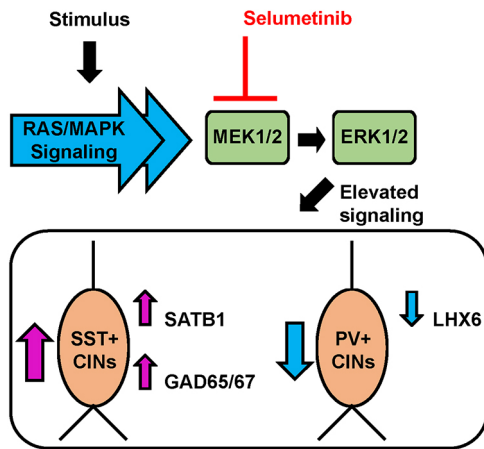 Stimulus
Selumetinib
RAS/MAPK
Signaling
MEK1/2
ERK1/2
Elevated
signaling
SST+
CINs
SATB1
GAD65/67
PV+
CINs
LHX6